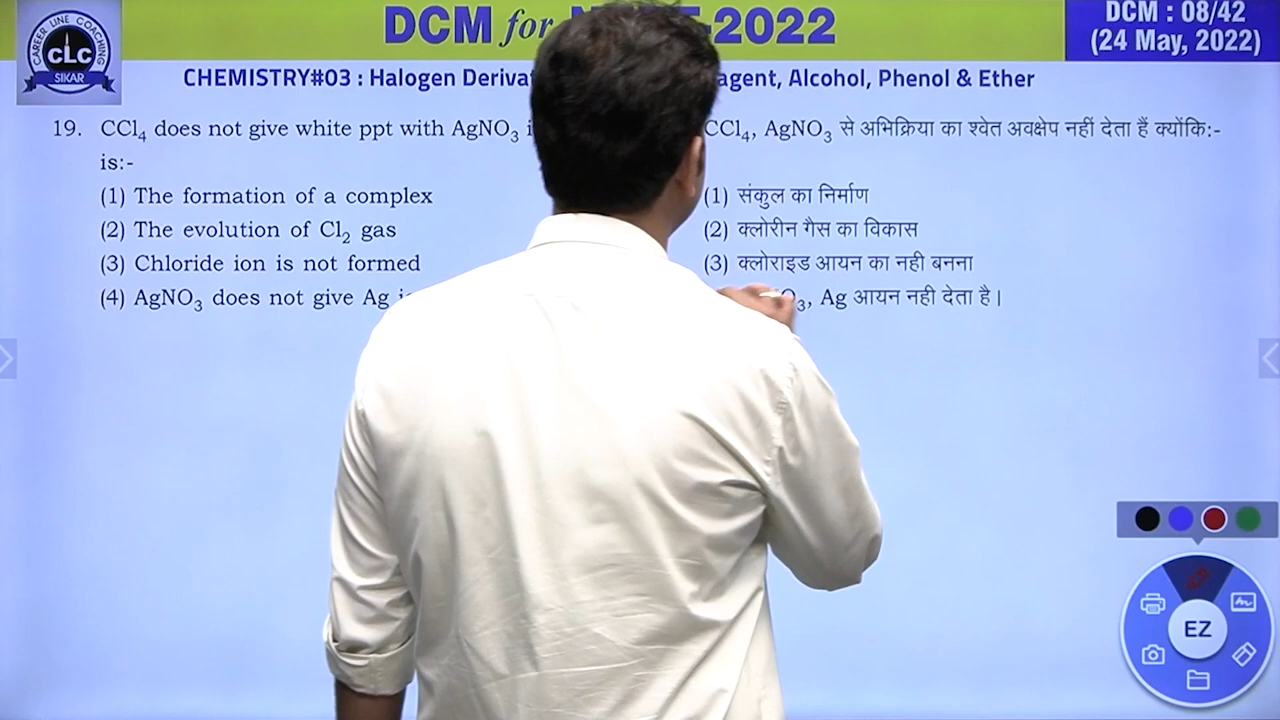 DCM for 2022
DCM : 08/42
(24 May, 2022)
CAREER LINE COACHING
CLC
SIKAR
CHEMISTRY#03 : Halogen agent, Alcohol, Phenol & Ether
19. CCl₄ does not give white ppt with AgNO₃
is:-
(1) The formation of a complex
(2) The evolution of Cl₂ gas
(3) Chloride ion is not formed
(4) AgNO₃ does not give Ag
CCl₄, AgNO₃ से अभिक्रिया का श्वेत अवक्षेप नहीं देता हैं क्योंकि:-
(1) संकुल का निर्माण
(2) क्लोरीन गैस का विकास
(3) क्लोराइड आयन का नही बनना
O₃, Ag आयन नही देता है।
EZ